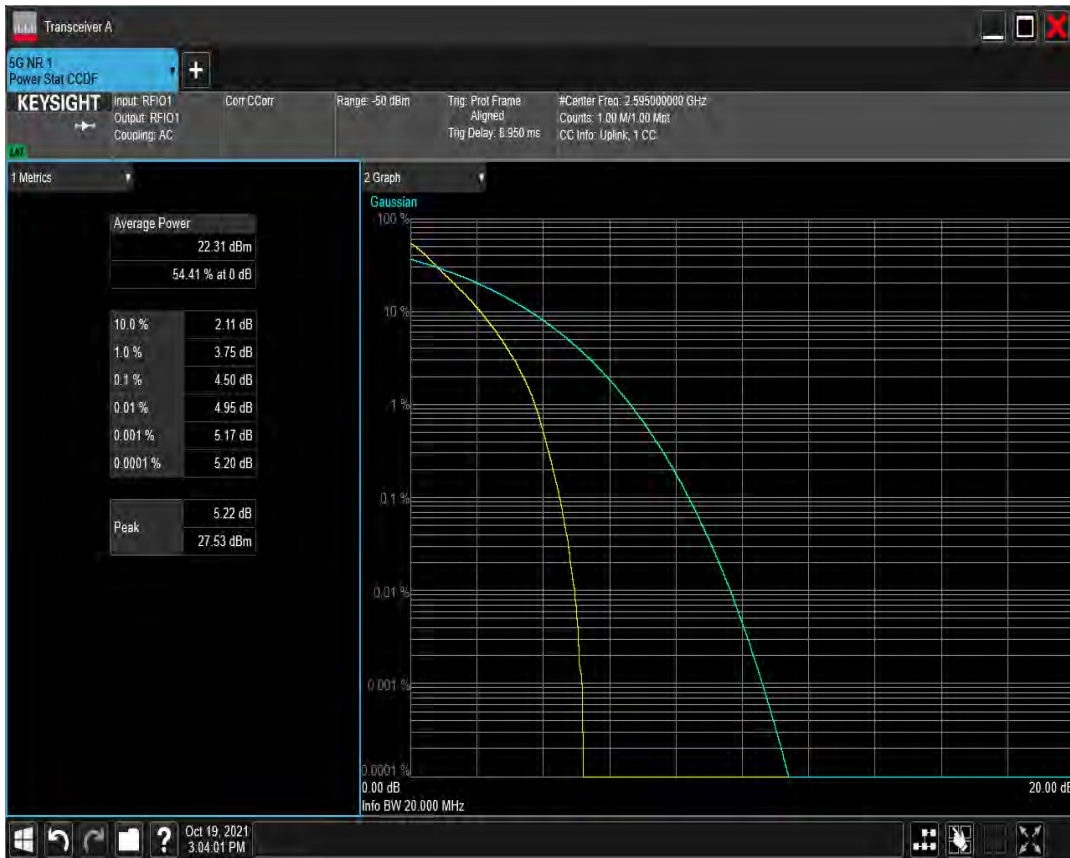 Transceiver A
5G NR 1
Power Stat CCDF
+
KEYSIGHT
Input: RFIO1
Output: RFIO1
Coupling: AC
Corr CCorr
Range: -50 dBm
Trig: Prot Frame
Aligned
Trig Delay: 8.950 ms
#Center Freq: 2.595000000 GHz
Counts: 1.00 M/1.00 Mpt
CC Info: Uplink, 1 CC
1 Metrics
Average Power
22.31 dBm
54.41 % at 0 dB
10.0 % 2.11 dB
1.0 % 3.75 dB
0.1 % 4.50 dB
0.01 % 4.95 dB
0.001 % 5.17 dB
0.0001 % 5.20 dB
Peak
5.22 dB
27.53 dBm
2 Graph
Gaussian
100 %
10 %
1 %
0.1 %
0.01 %
0.001 %
0.0001 %
0.00 dB
20.00 dB
Info BW 20.000 MHz
?
Oct 19, 2021
3:04:01 PM